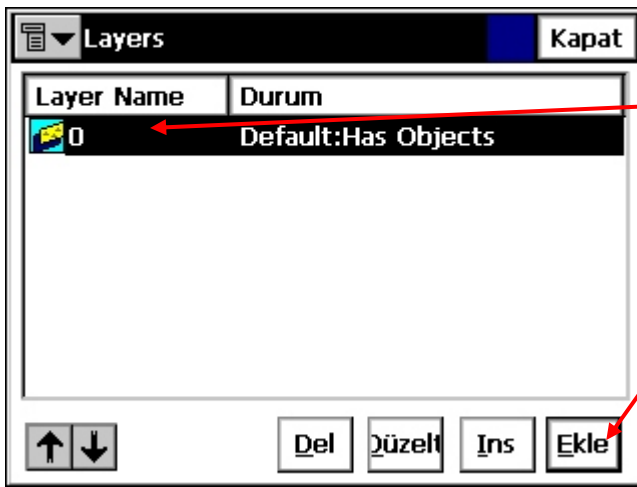 Layers Kapat
Layer Name Durum
0 Default:Has Objects
Del Düzelt Ins Ekle